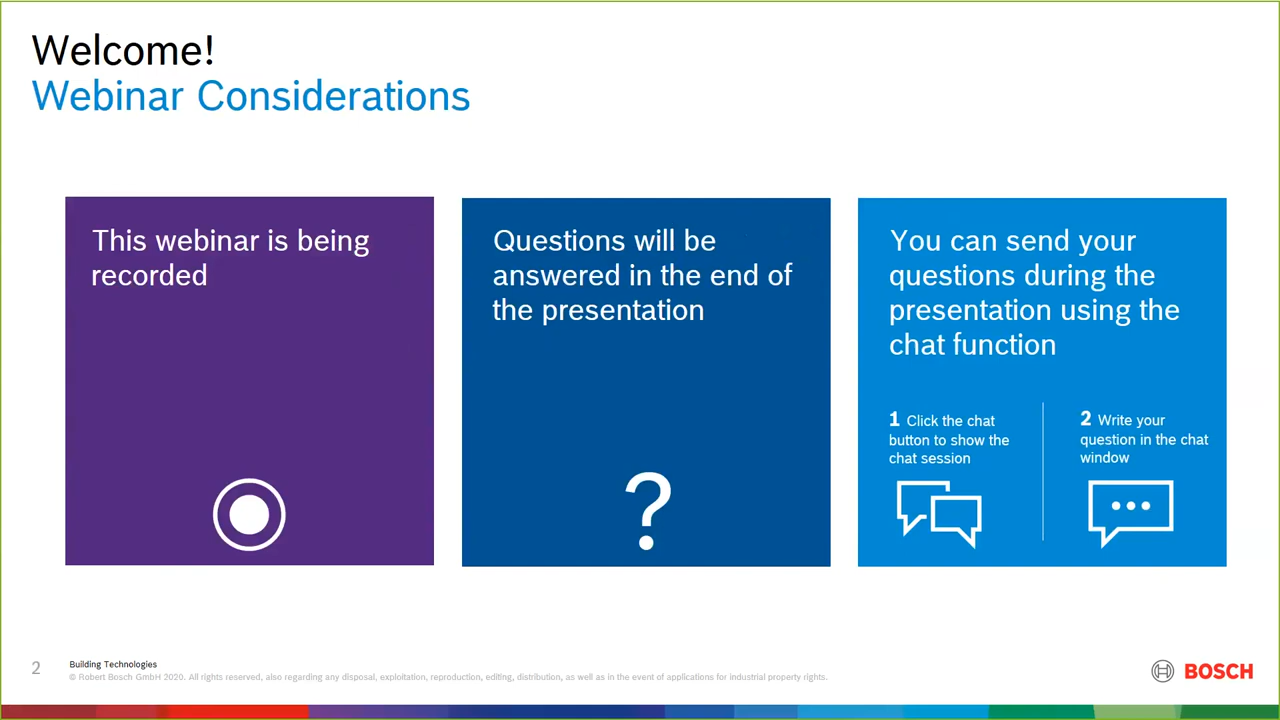 Welcome!
Webinar Considerations
This webinar is being
recorded
Questions will be
answered in the end of
the presentation
You can send your
questions during the
presentation using the
chat function
1 Click the chat
button to show the
chat session
2 Write your
question in the chat
window
2
Building Technologies
© Robert Bosch GmbH 2020. All rights reserved, also regarding any disposal, exploitation, reproduction, editing, distribution, as well as in the event of applications for industrial property rights.
BOSCH